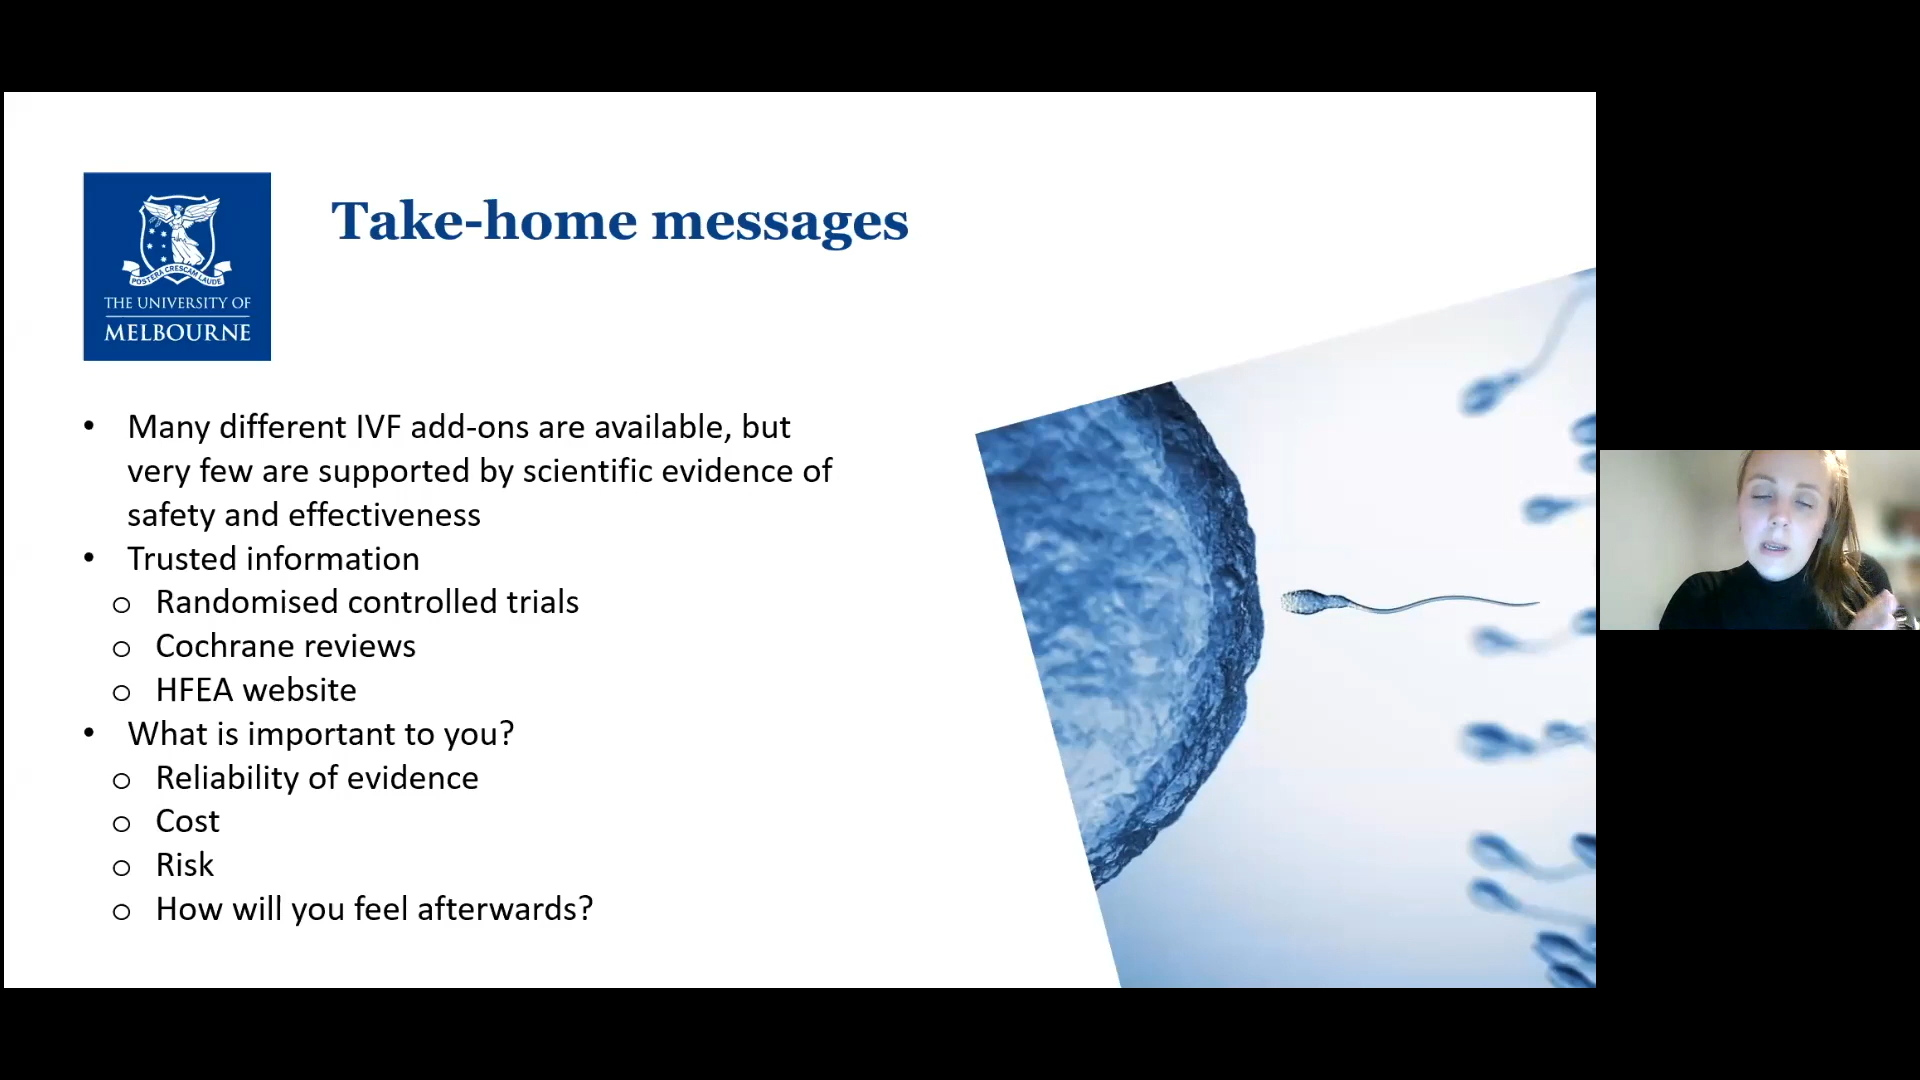 Take-home messages
POSTERA CRESCAM LAUDE
THE UNIVERSITY OF
MELBOURNE
• Many different IVF add-ons are available, but
very few are supported by scientific evidence of
safety and effectiveness
• Trusted information
o Randomised controlled trials
o Cochrane reviews
o HFEA website
• What is important to you?
o Reliability of evidence
o Cost
o Risk
o How will you feel afterwards?